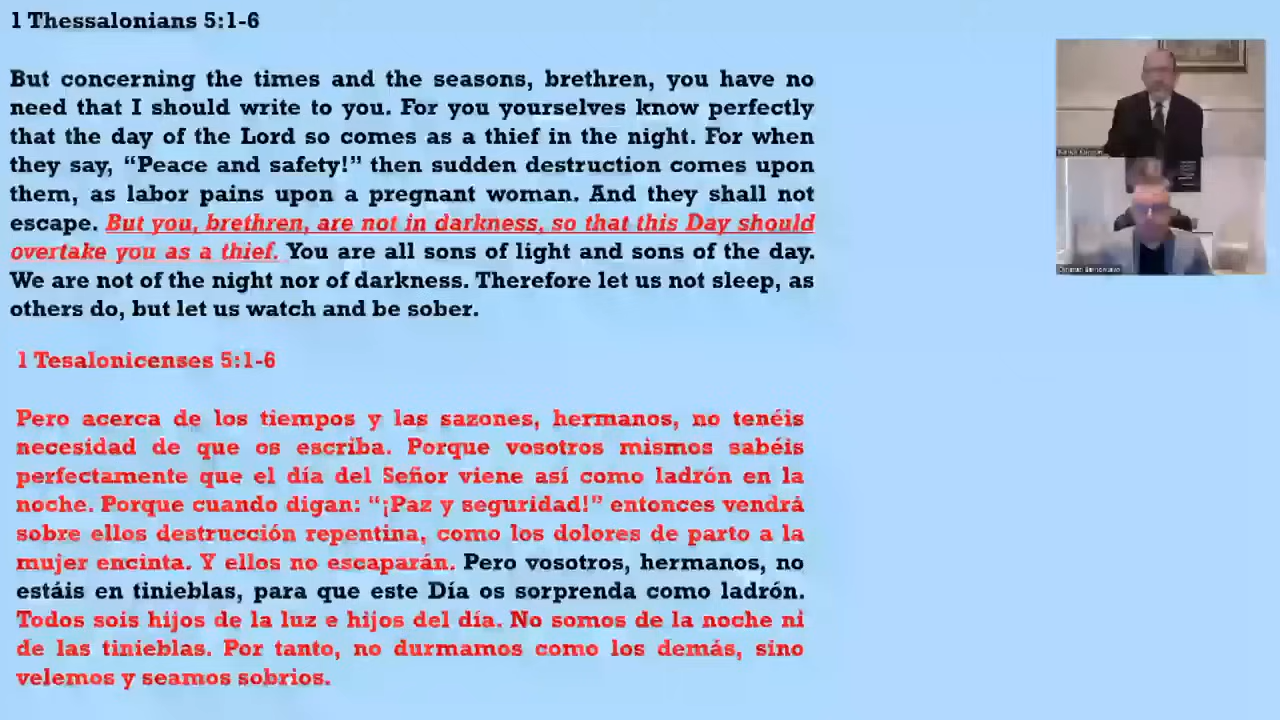 1 Thessalonians 5:1-6
But concerning the times and the seasons, brethren, you have no
need that I should write to you. For you yourselves know perfectly
that the day of the Lord so comes as a thief in the night. For when
they say, “Peace and safety!” then sudden destruction comes upon
them, as labor pains upon a pregnant woman. And they shall not
escape. But you, brethren, are not in darkness, so that this Day should
overtake you as a thief. You are all sons of light and sons of the day.
We are not of the night nor of darkness. Therefore let us not sleep, as
others do, but let us watch and be sober.
1 Tesalonicenses 5:1-6
Pero acerca de los tiempos y las sazones, hermanos, no tenéis
necesidad de que os escriba. Porque vosotros mismos sabéis
perfectamente que el día del Señor viene así como ladrón en la
noche. Porque cuando digan: “¡Paz y seguridad!” entonces vendrá
sobre ellos destrucción repentina, como los dolores de parto a la
mujer encinta. Y ellos no escaparán. Pero vosotros, hermanos, no
estáis en tinieblas, para que este Día os sorprenda como ladrón.
Todos sois hijos de la luz e hijos del día. No somos de la noche ni
de las tinieblas. Por tanto, no durmamos como los demás, sino
velemos y seamos sobrios.